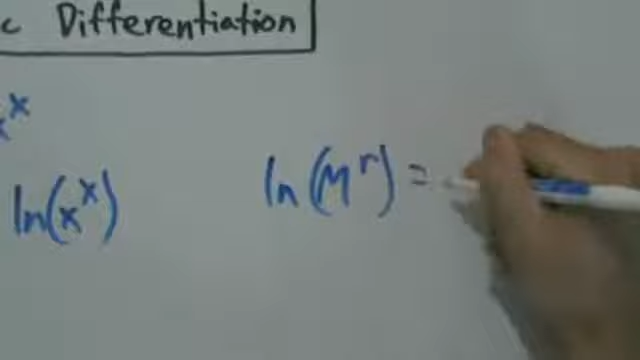 c Differentiation
x
ln(x^x)
ln(M^r) =